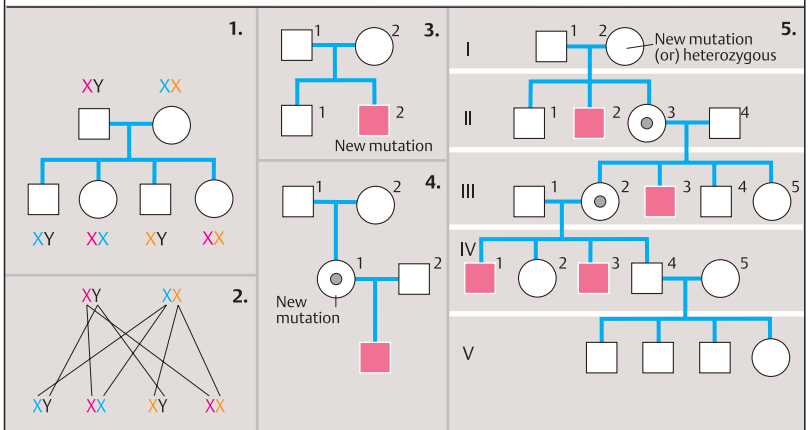 1.
XY XX
XY XX XY XX
2.
XY XX
XY XX XY XX
3.
1 2
1 2
New mutation
4.
1 2
1 2
New
mutation
5.
I 1 2 New mutation
(or) heterozygous
II 1 2 3 4
III 1 2 3 4 5
IV 1 2 3 4 5
V